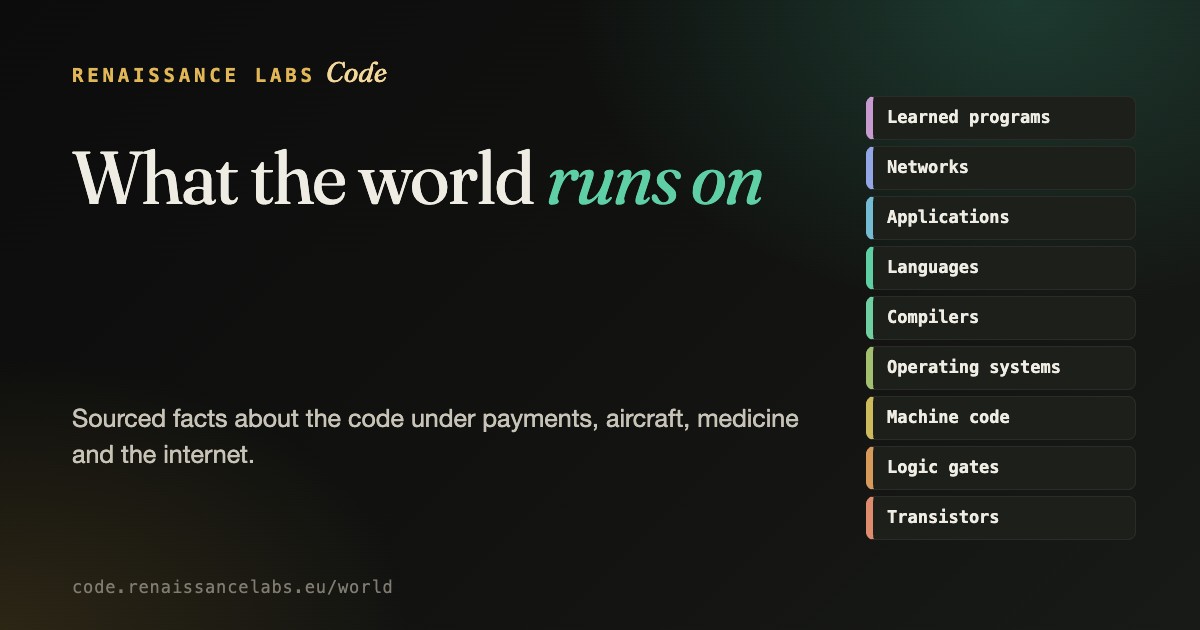 RENAISSANCE LABS Code
What the world runs on
Sourced facts about the code under payments, aircraft, medicine
and the internet.
code.renaissancelabs.eu/world
Learned programs
Networks
Applications
Languages
Compilers
Operating systems
Machine code
Logic gates
Transistors